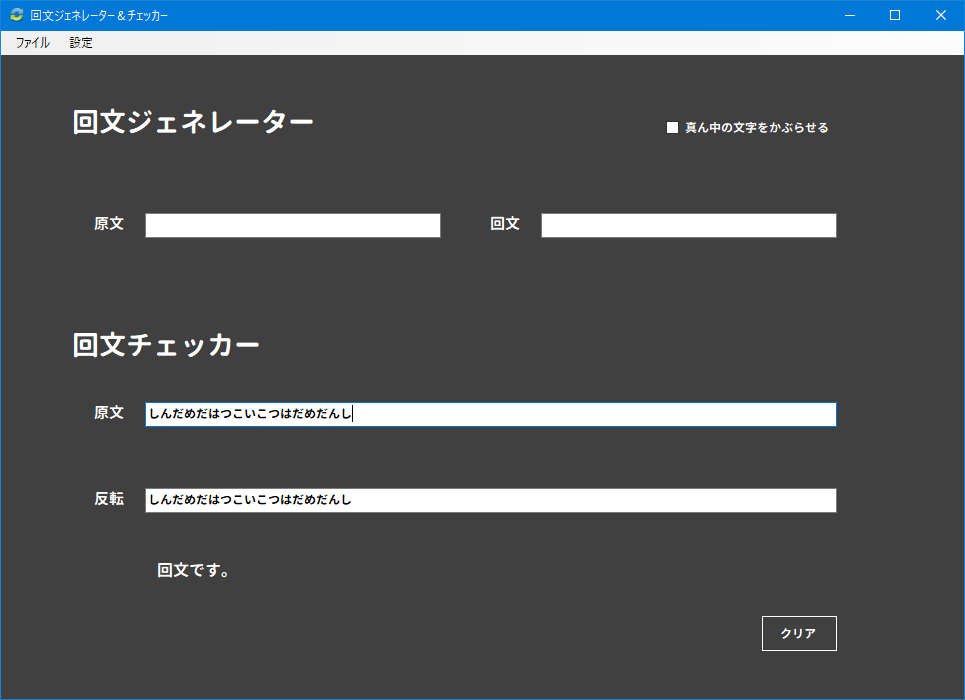 回文ジェネレーター＆チェッカー
ファイル 設定
回文ジェネレーター
真ん中の文字をかぶらせる
原文 回文
回文チェッカー
原文 しんだめだはつこいこつはだめだんし
反転 しんだめだはつこいこつはだめだんし
回文です。
クリア